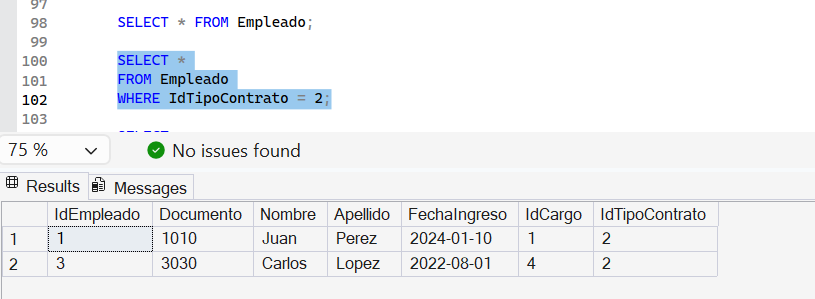 97
98 SELECT * FROM Empleado;
100 SELECT *
101 FROM Empleado
102 WHERE IdTipoContrato = 2;
103
SELECT
75 %
No issues found
Results Messages
IdEmpleado Documento Nombre Apellido FechaIngreso IdCargo IdTipoContrato
1 1 1010 Juan Perez 2024-01-10 1 2
2 3 3030 Carlos Lopez 2022-08-01 4 2